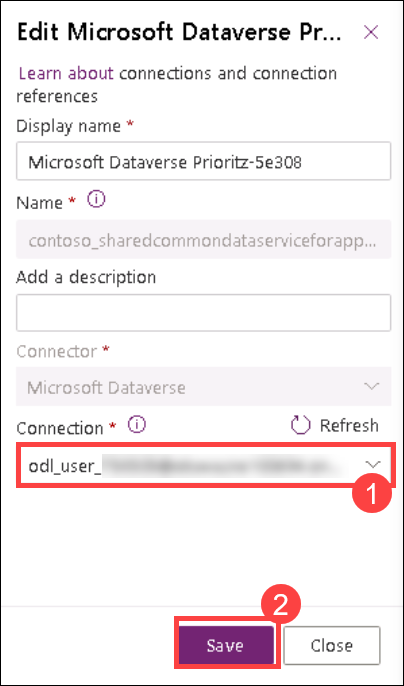 Edit Microsoft Dataverse Pr...
Learn about connections and connection
references
Display name *
Microsoft Dataverse Prioritz-5e308
Name *
contoso_sharedcommondataserviceforapp...
Add a description
Connector *
Microsoft Dataverse
Connection *
Refresh
odl_user_
1
2
Save
Close